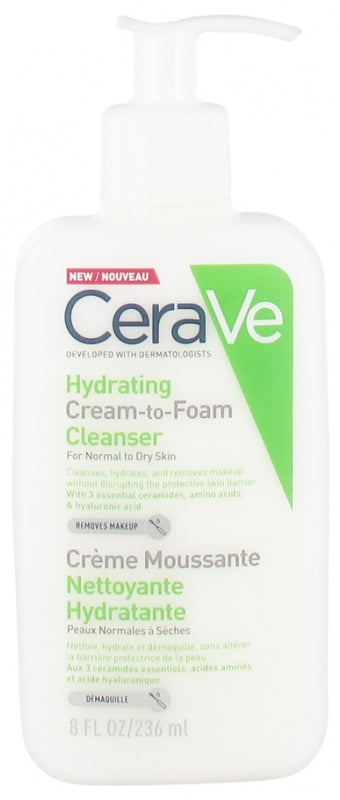 NEW / NOUVEAU
CeraVe
DEVELOPED WITH DERMATOLOGISTS
Hydrating
Cream-to-Foam
Cleanser
For Normal to Dry Skin
Cleanses, hydrates, and removes makeup
without disrupting the protective skin barrier
With 3 essential ceramides, amino acids,
& hyaluronic acid
REMOVES MAKEUP
Crème Moussante
Nettoyante
Hydratante
Peaux Normales à Sèches
Nettoie, hydrate et démaquille, sans altérer
la barrière protectrice de la peau
Aux 3 céramides essentiels, acides aminés
et acide hyaluronique
DÉMAQUILLE
8 FL OZ/236 ml